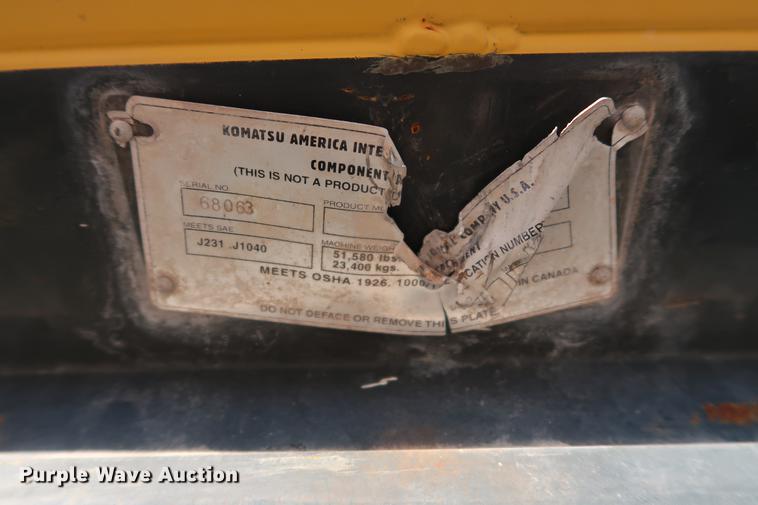 KOMATSU AMERICA INTE
COMPONENT
(THIS IS NOT A PRODUCT
COMPANY U.S.A.
CATION NUMBER
SERIAL NO.
68063
PRODUCT M
MEETS SAE
J231 J1040
MACHINE WEIGH
51,580 lbs.
23,400 kgs.
MEETS OSHA 1926. 1000/
IN CANADA
DO NOT DEFACE OR REMOVE THIS PLATE
Purple Wave Auction